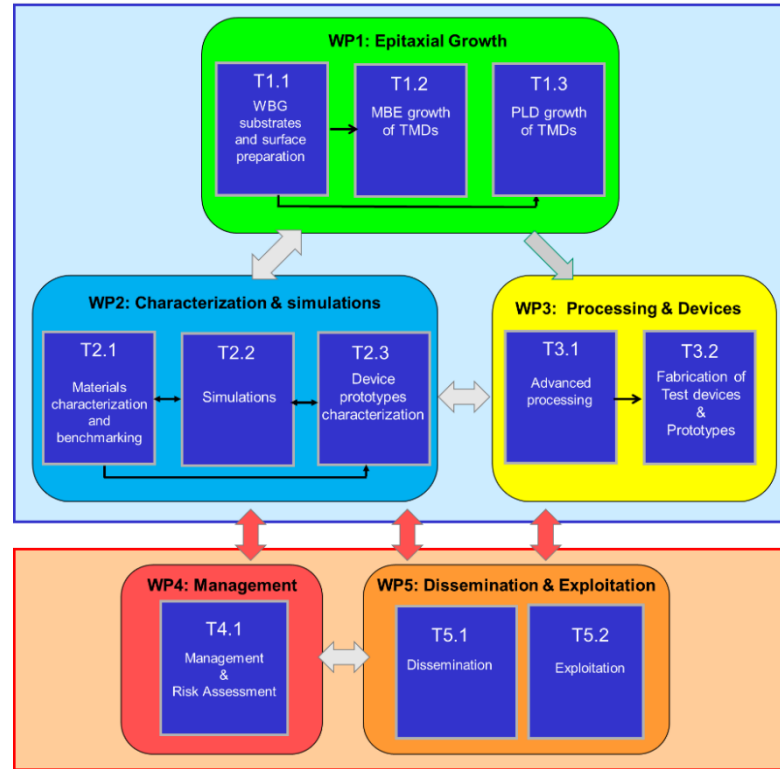 WP1: Epitaxial Growth
T1.1
WBG
substrates
and surface
preparation
T1.2
MBE growth
of TMDs
T1.3
PLD growth
of TMDs
WP2: Characterization & simulations
T2.1
Materials
characterization
and
benchmarking
T2.2
Simulations
T2.3
Device
prototypes
characterization
WP3: Processing & Devices
T3.1
Advanced
processing
T3.2
Fabrication of
Test devices
&
Prototypes
WP4: Management
T4.1
Management
&
Risk Assessment
WP5: Dissemination & Exploitation
T5.1
Dissemination
T5.2
Exploitation